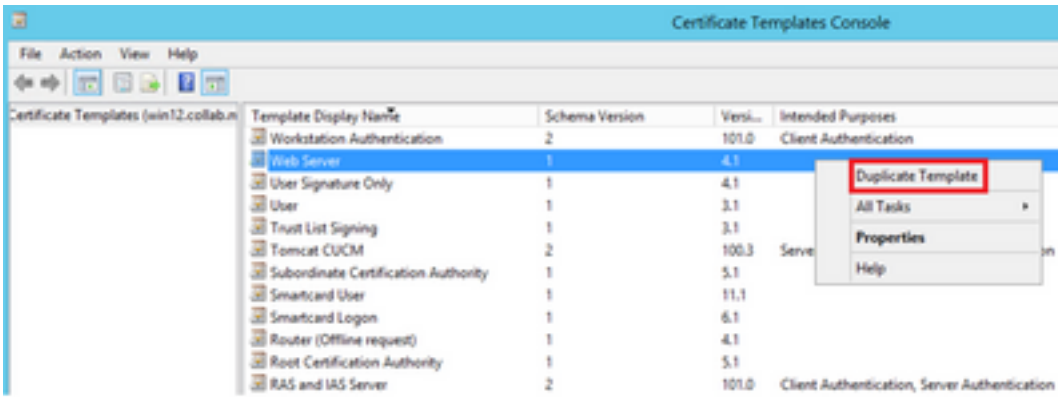 Certificate Templates Console
File Action View Help
Certificate Templates (win12.collab.m
Template Display Name Schema Version Versi... Intended Purposes
Workstation Authentication 2 101.0 Client Authentication
Web Server 1 4.1
User Signature Only 1 4.1
User 1 3.1
Trust List Signing 1 3.1
Tomcat CUCM 2 100.3 Serve
Subordinate Certification Authority 1 5.1
Smartcard User 1 11.1
Smartcard Logon 1 6.1
Router (Offline request) 1 4.1
Root Certification Authority 1 5.1
RAS and IAS Server 2 101.0 Client Authentication, Server Authentication
Duplicate Template
All Tasks
Properties
on
Help